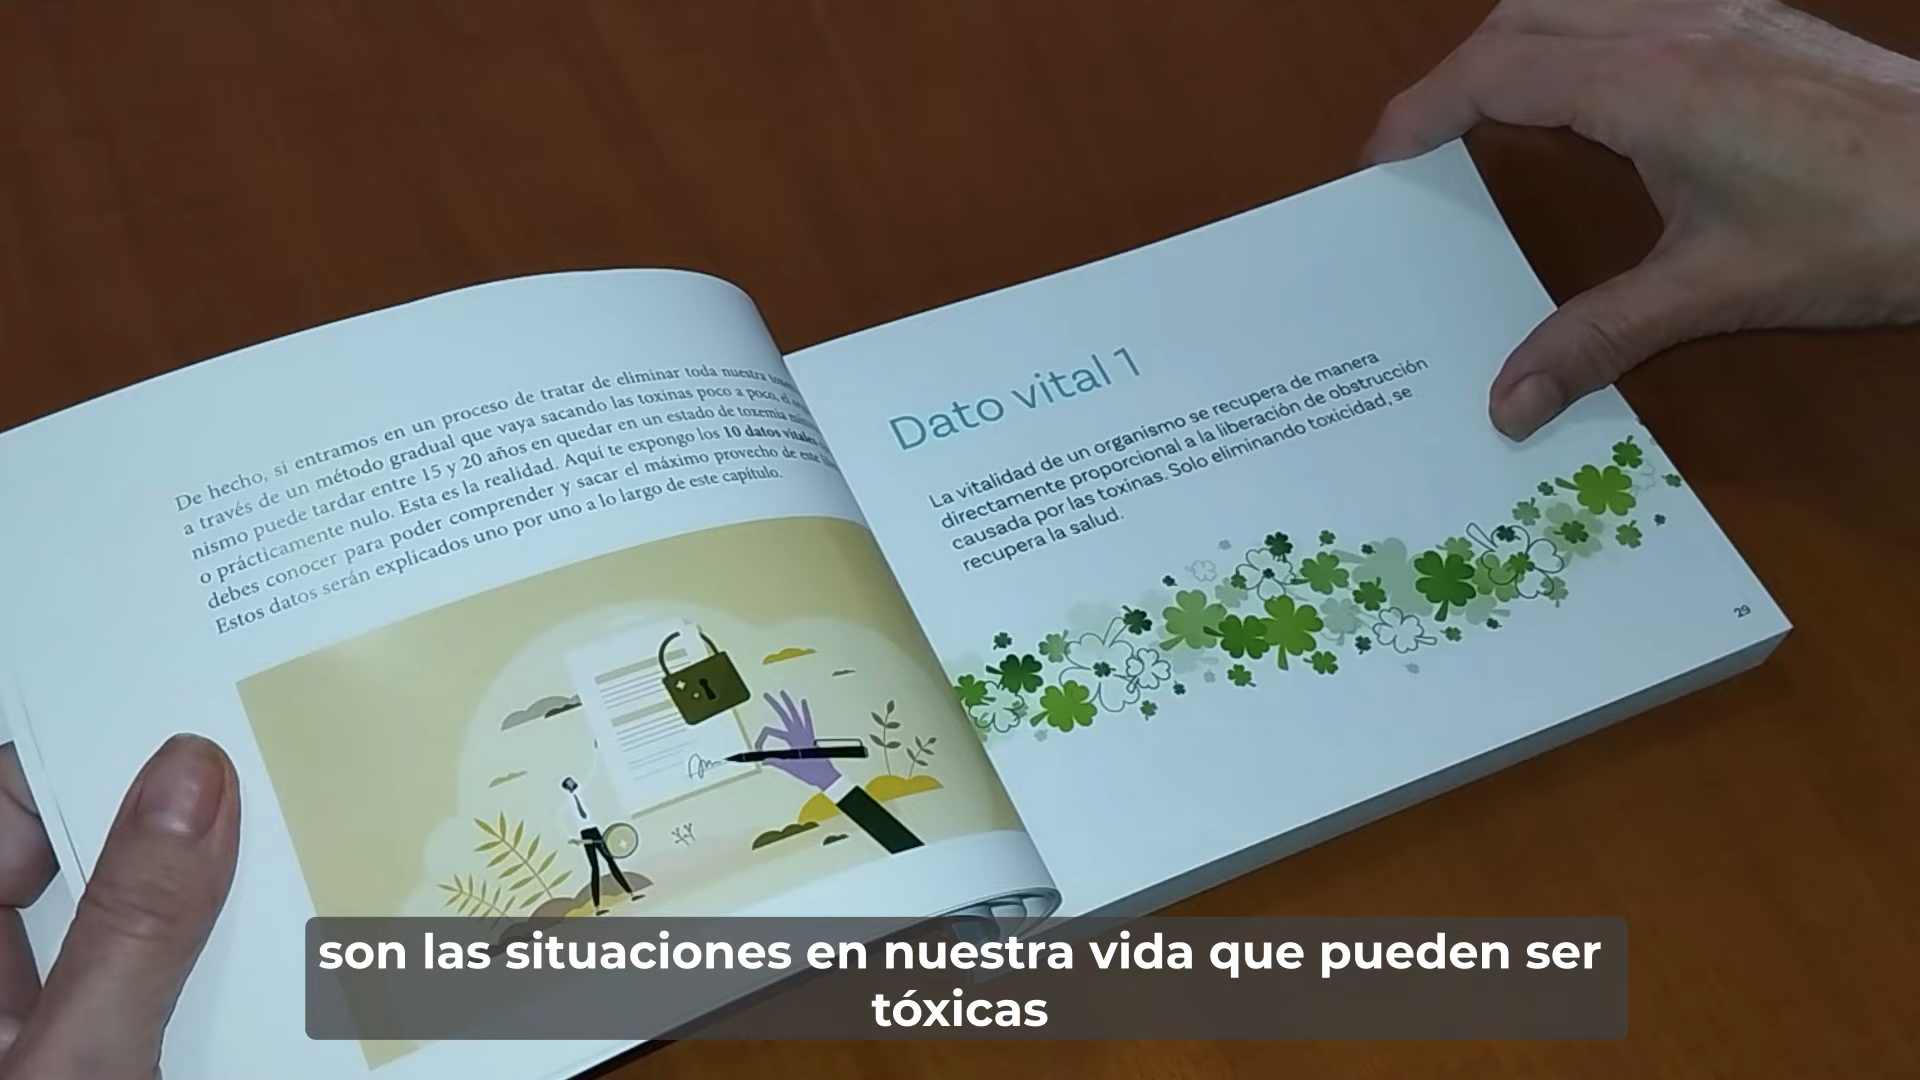 De hecho, si entramos en un proceso de tratar de eliminar toda nuestra
a través de un método gradual que vaya sacando las toxinas poco a poco, el
nismo puede tardar entre 15 y 20 años en quedar en un estado de toxemia
o prácticamente nulo. Esta es la realidad. Aquí te expongo los 10 datos vitales
debes conocer para poder comprender y sacar el máximo provecho de este
Estos datos serán explicados uno por uno a lo largo de este capítulo.
Dato vital 1
La vitalidad de un organismo se recupera de manera
directamente proporcional a la liberación de obstrucción
causada por las toxinas. Solo eliminando toxicidad, se
recupera la salud.
29
son las situaciones en nuestra vida que pueden ser
tóxicas